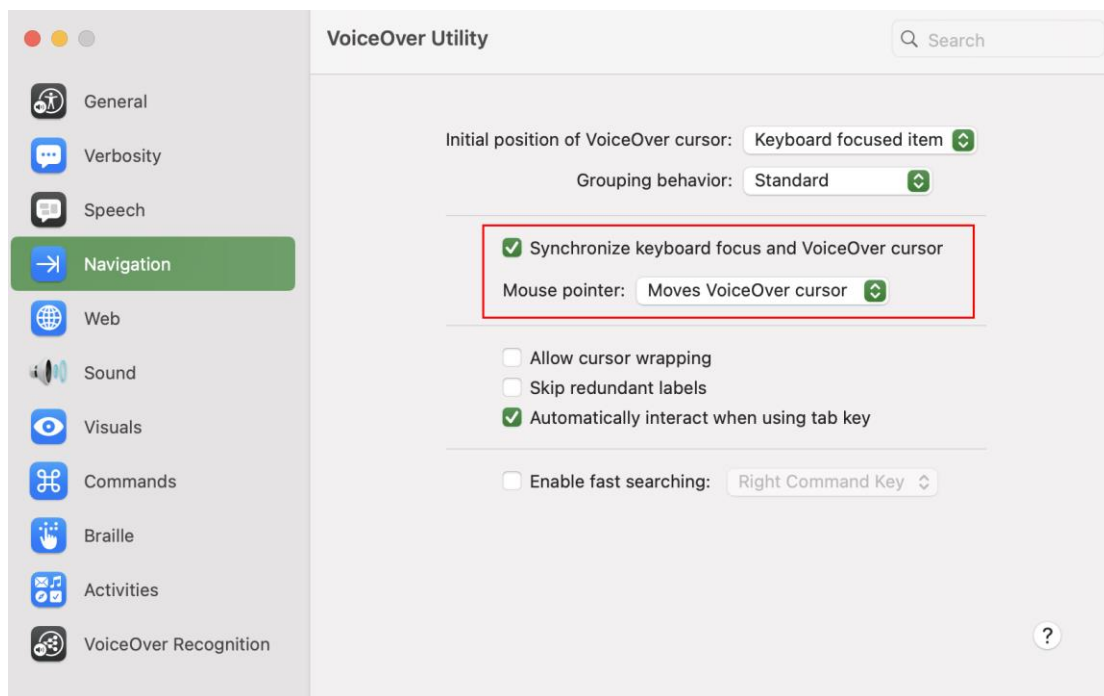 VoiceOver Utility
Search
General
Verbosity
Speech
Navigation
Web
Sound
Visuals
Commands
Braille
Activities
VoiceOver Recognition
Initial position of VoiceOver cursor: Keyboard focused item
Grouping behavior: Standard
Synchronize keyboard focus and VoiceOver cursor
Mouse pointer: Moves VoiceOver cursor
Allow cursor wrapping
Skip redundant labels
Automatically interact when using tab key
Enable fast searching: Right Command Key
?